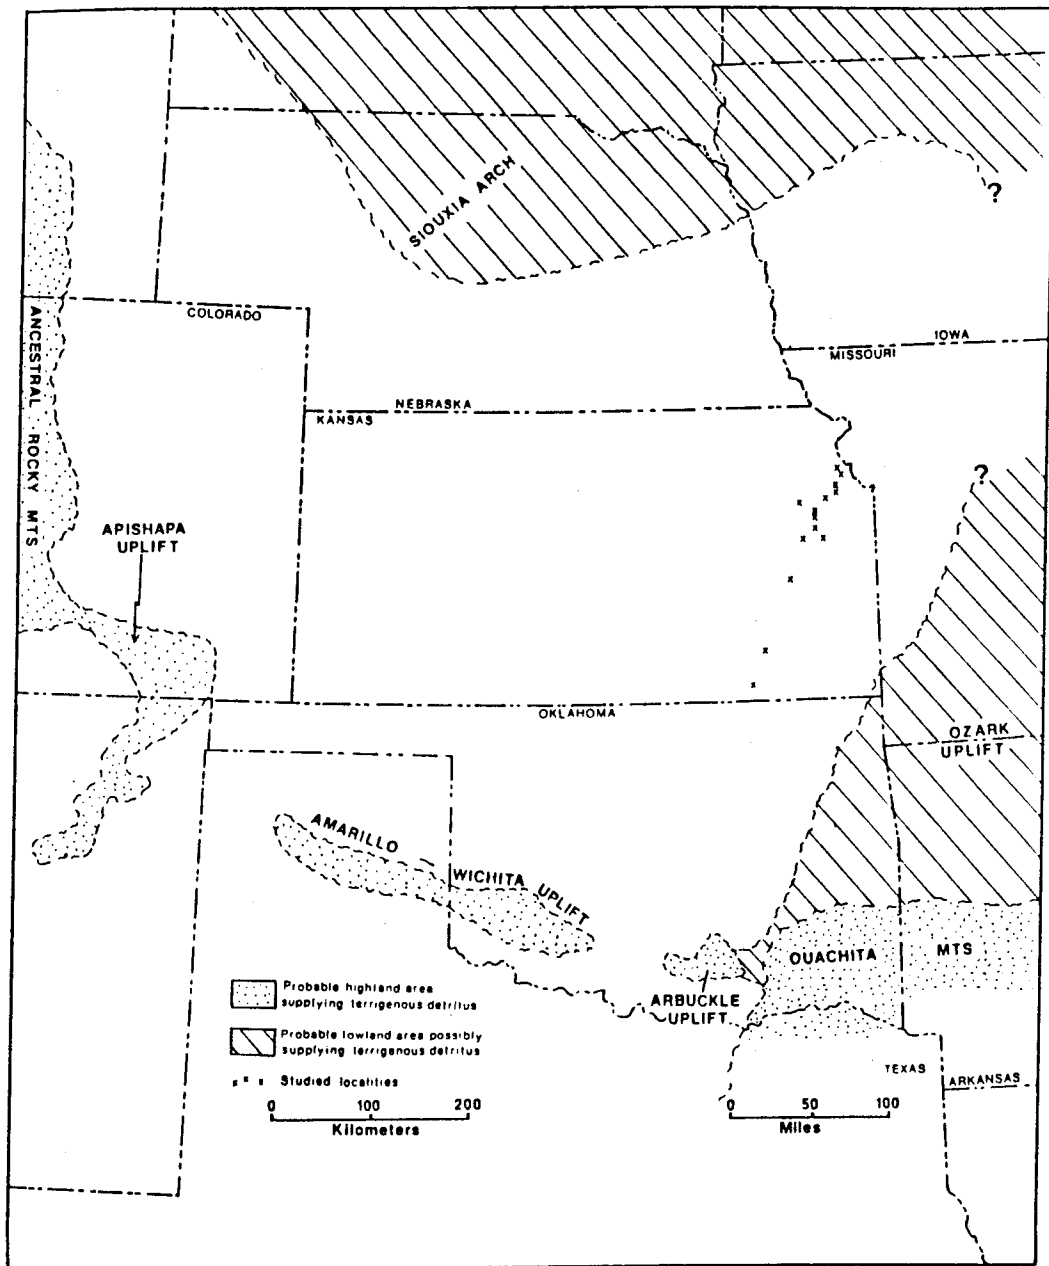 SIOUXIA ARCH
?
COLORADO
IOWA
MISSOURI
NEBRASKA
KANSAS
ANCESTRAL ROCKY MTS
?
APISHAPA
UPLIFT
OKLAHOMA
OZARK
UPLIFT
AMARILLO
WICHITA UPLIFT
OUACHITA MTS
ARBUCKLE
UPLIFT
Probable highland area
supplying terrigenous detritus
Probable lowland area possibly
supplying terrigenous detritus
x x x x Studied localities
TEXAS
ARKANSAS
0 100 200
Kilometers
0 50 100
Miles